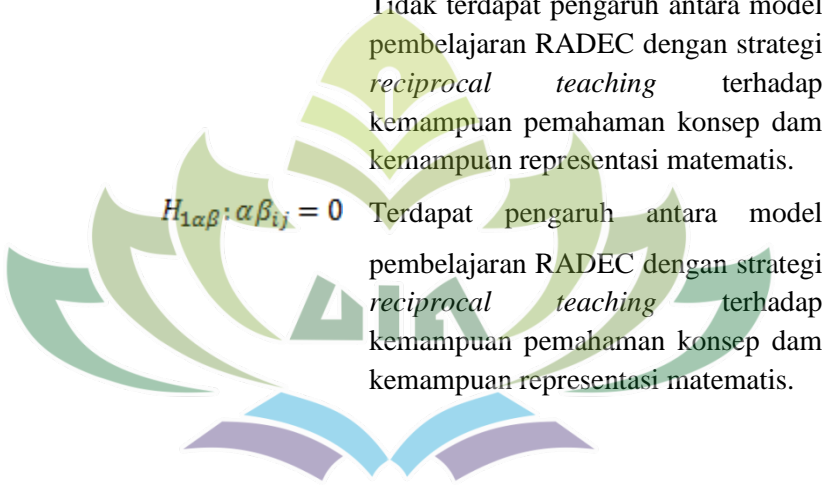 Tidak terdapat pengaruh antara model
pembelajaran RADEC dengan strategi
reciprocal teaching terhadap
kemampuan pemahaman konsep dam
kemampuan representasi matematis.
H₁αβ: αβᵢⱼ = 0 Terdapat pengaruh antara model
pembelajaran RADEC dengan strategi
reciprocal teaching terhadap
kemampuan pemahaman konsep dam
kemampuan representasi matematis.